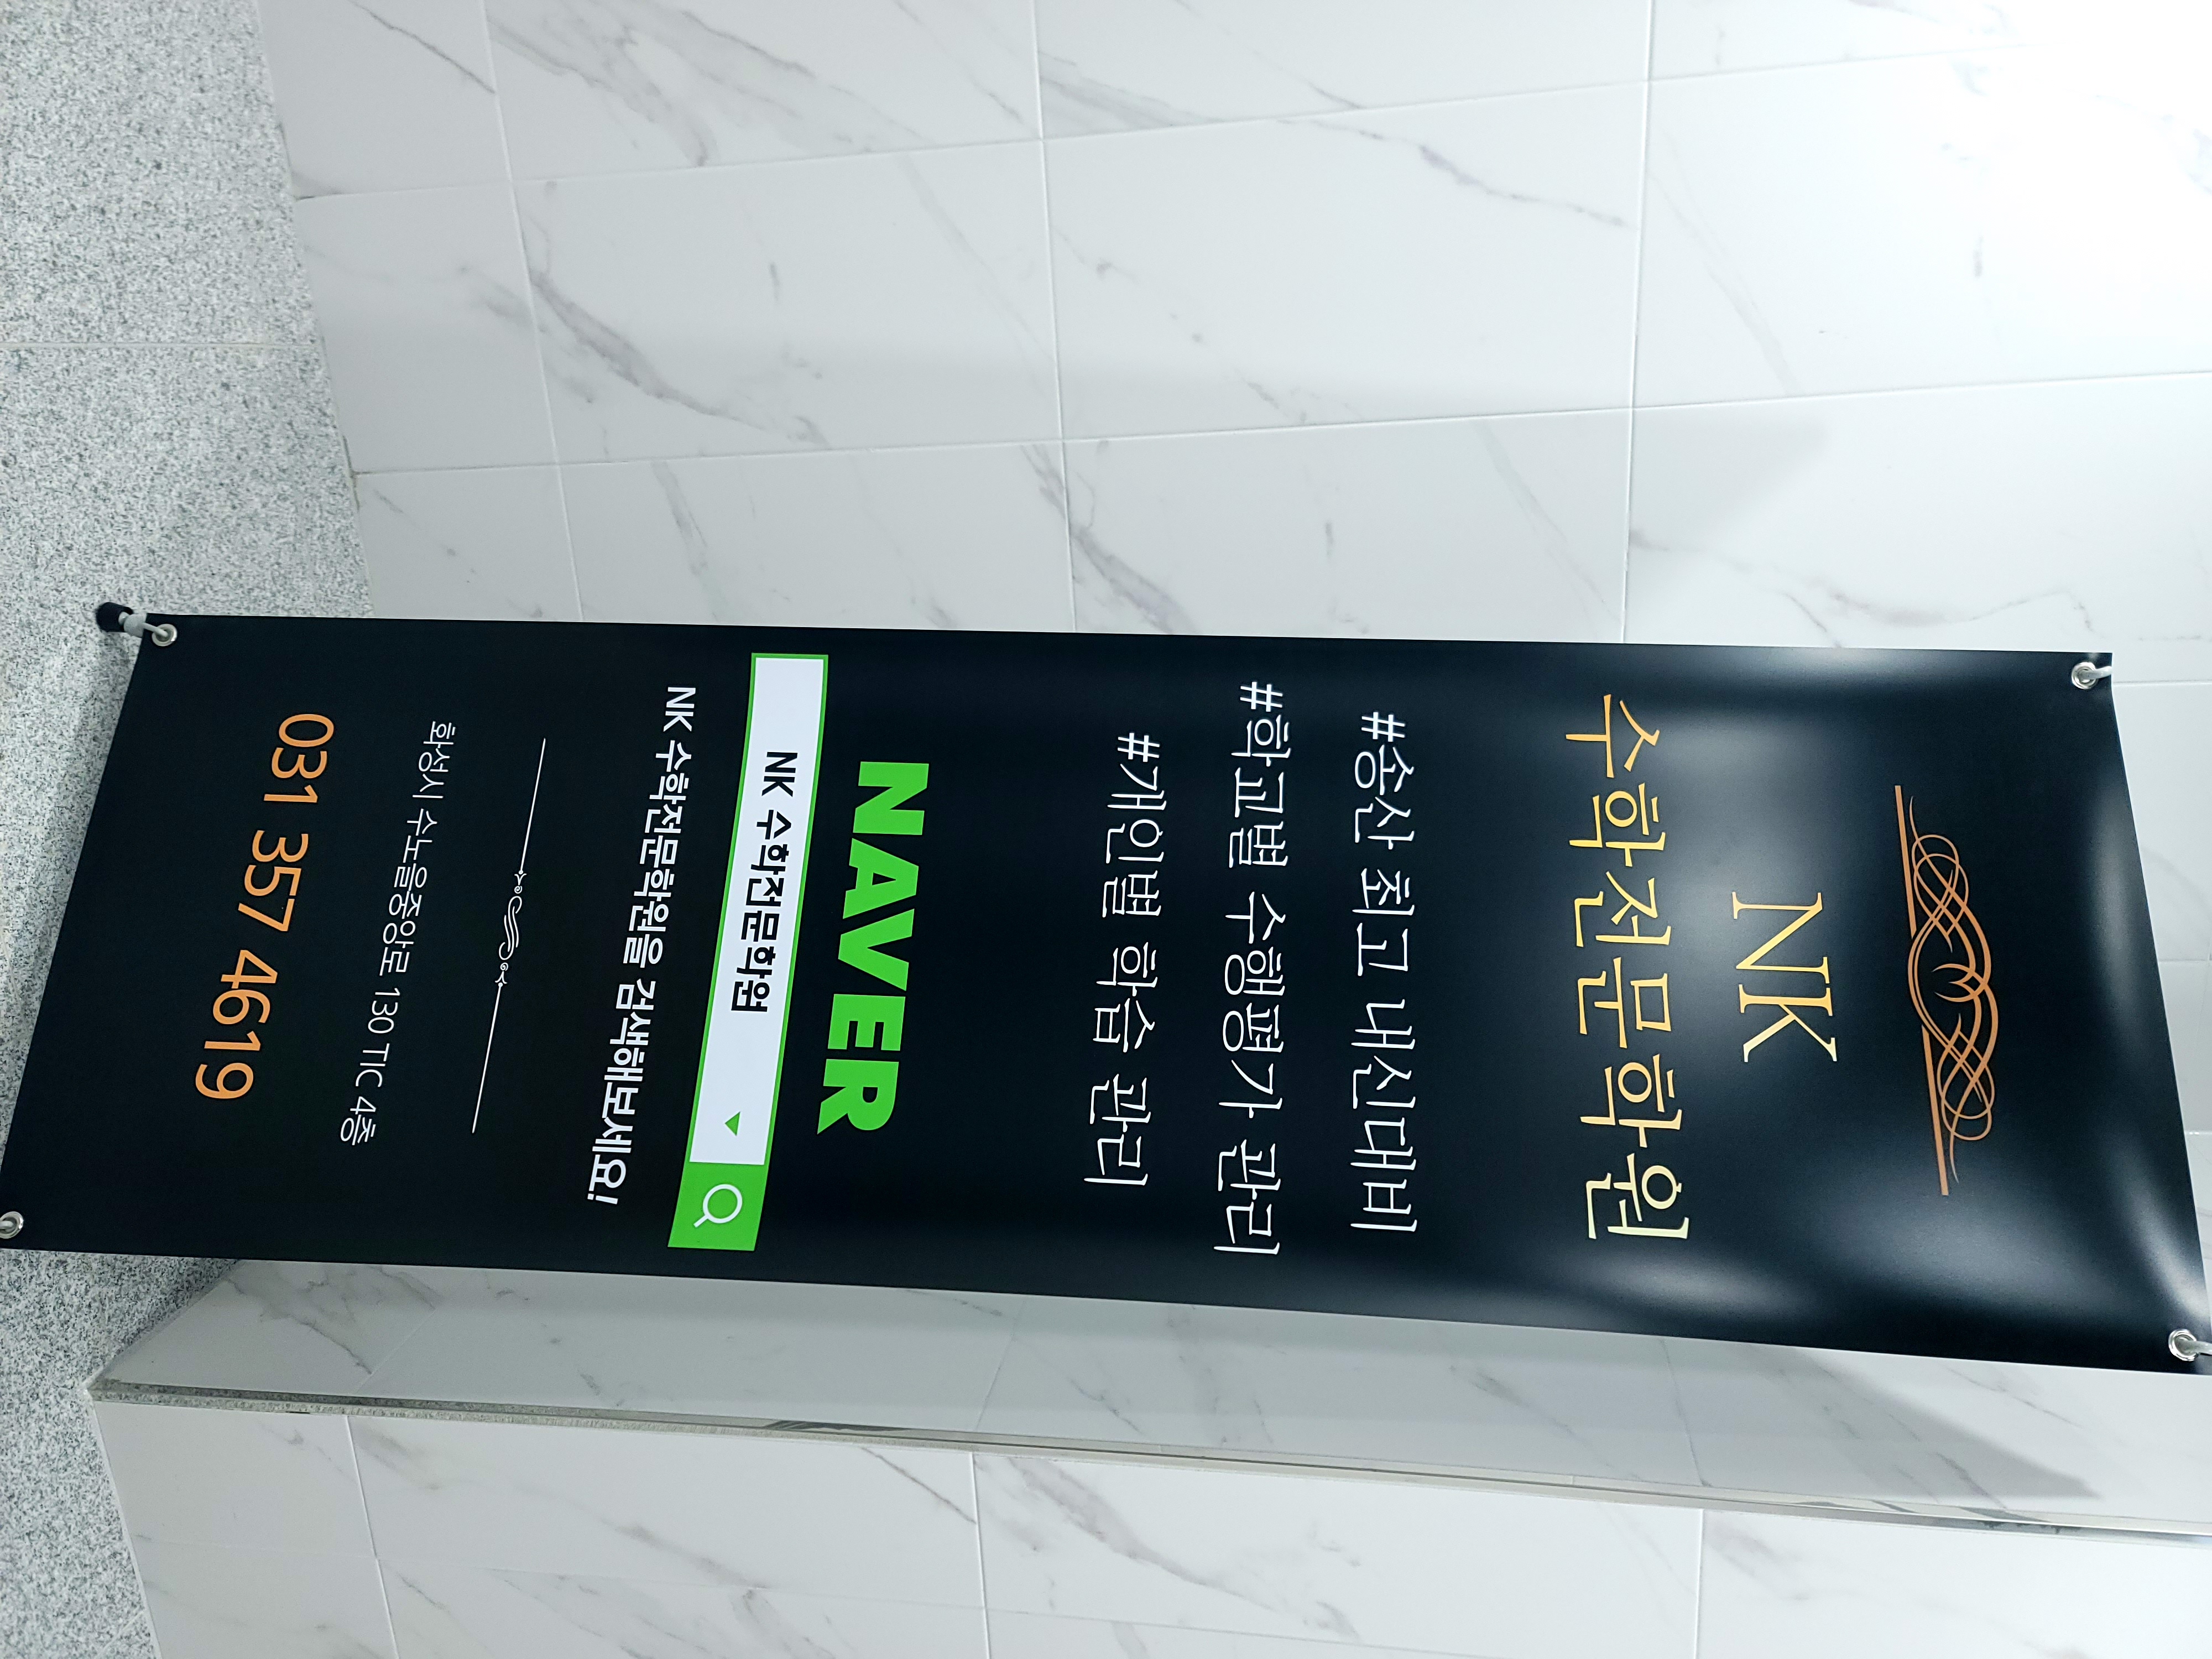 NK
수학전문학원
#송산 최고 내신대비
#학교별 수행평가 관리
#개인별 학습 관리
NAVER
NK 수학전문학원
NK 수학전문학원을 검색해보세요!
화성시 수노을중앙로 130 TIC 4층
031 357 4619